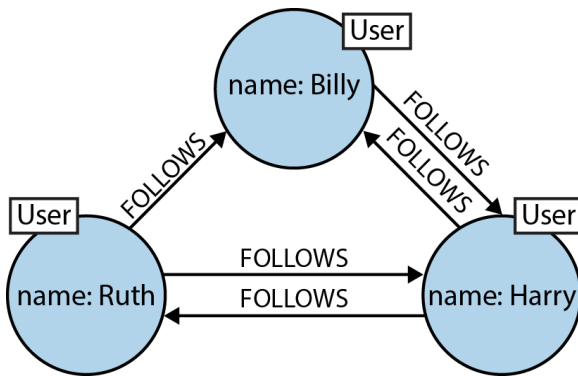 User
name: Billy
FOLLOWS
FOLLOWS
FOLLOWS
User
User
FOLLOWS
name: Ruth
FOLLOWS
name: Harry